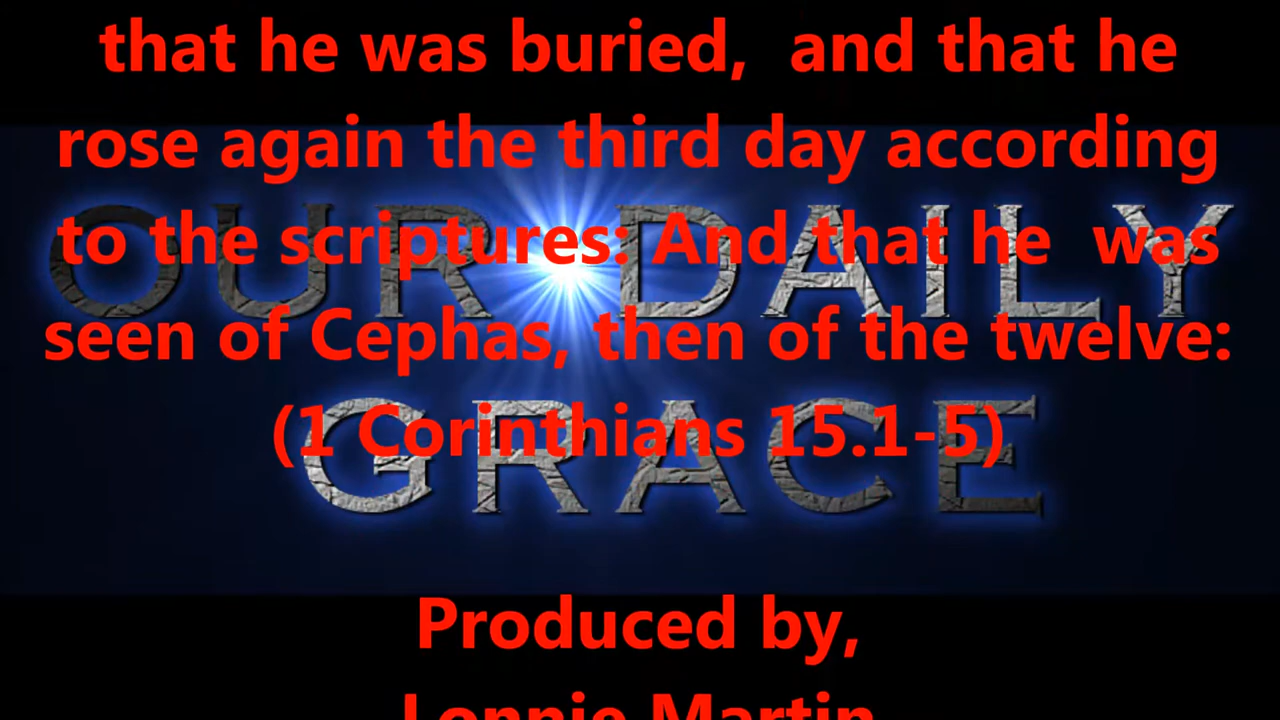 that he was buried,  and that he
rose again the third day according
to the scriptures: And that he  was
seen of Cephas, then of the twelve:
(1 Corinthians 15.1-5)
OUR DAILY
GRACE
Produced by,
Lonnie Martin